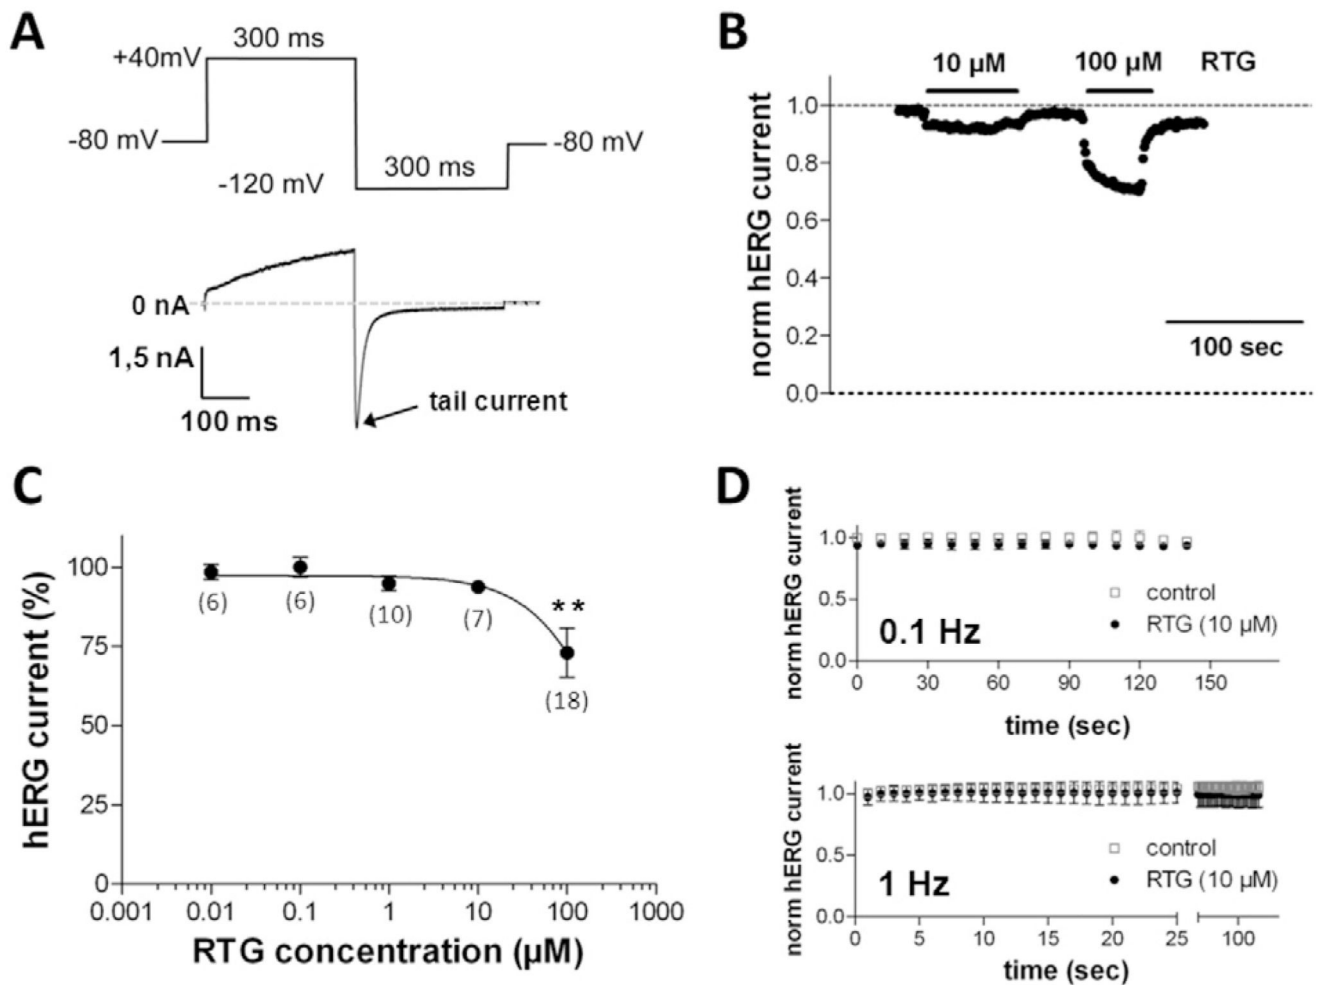 A
300 ms
+40mV
-80 mV
-120 mV
300 ms
-80 mV
0 nA
1,5 nA
100 ms
tail current
B
10 µM
100 µM
RTG
norm hERG current
1.0
0.8
0.6
0.4
0.2
0.0
100 sec
C
hERG current (%)
100
75
50
25
0
(6)
(6)
(10)
(7)
**
(18)
0.001
0.01
0.1
1
10
100
1000
RTG concentration (µM)
D
norm hERG current
1.0
0.5
0.0
control
RTG (10 µM)
0.1 Hz
0
30
60
90
120
150
time (sec)
norm hERG current
1.0
0.5
0.0
control
RTG (10 µM)
1 Hz
0
5
10
15
20
25
100
time (sec)